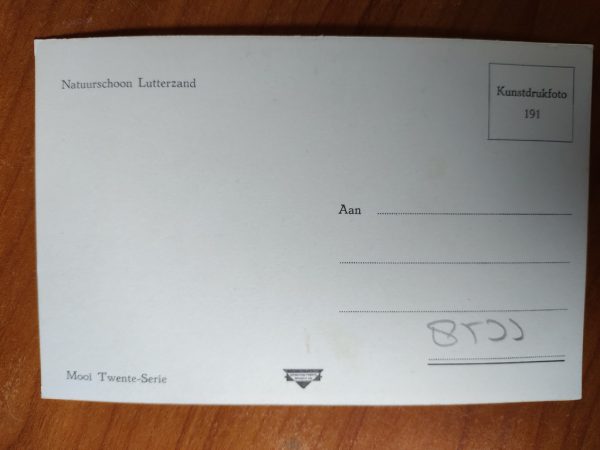 Natuurschoon Lutterzand
Kunstdrukfoto
191
Aan
Mooi Twente-Serie